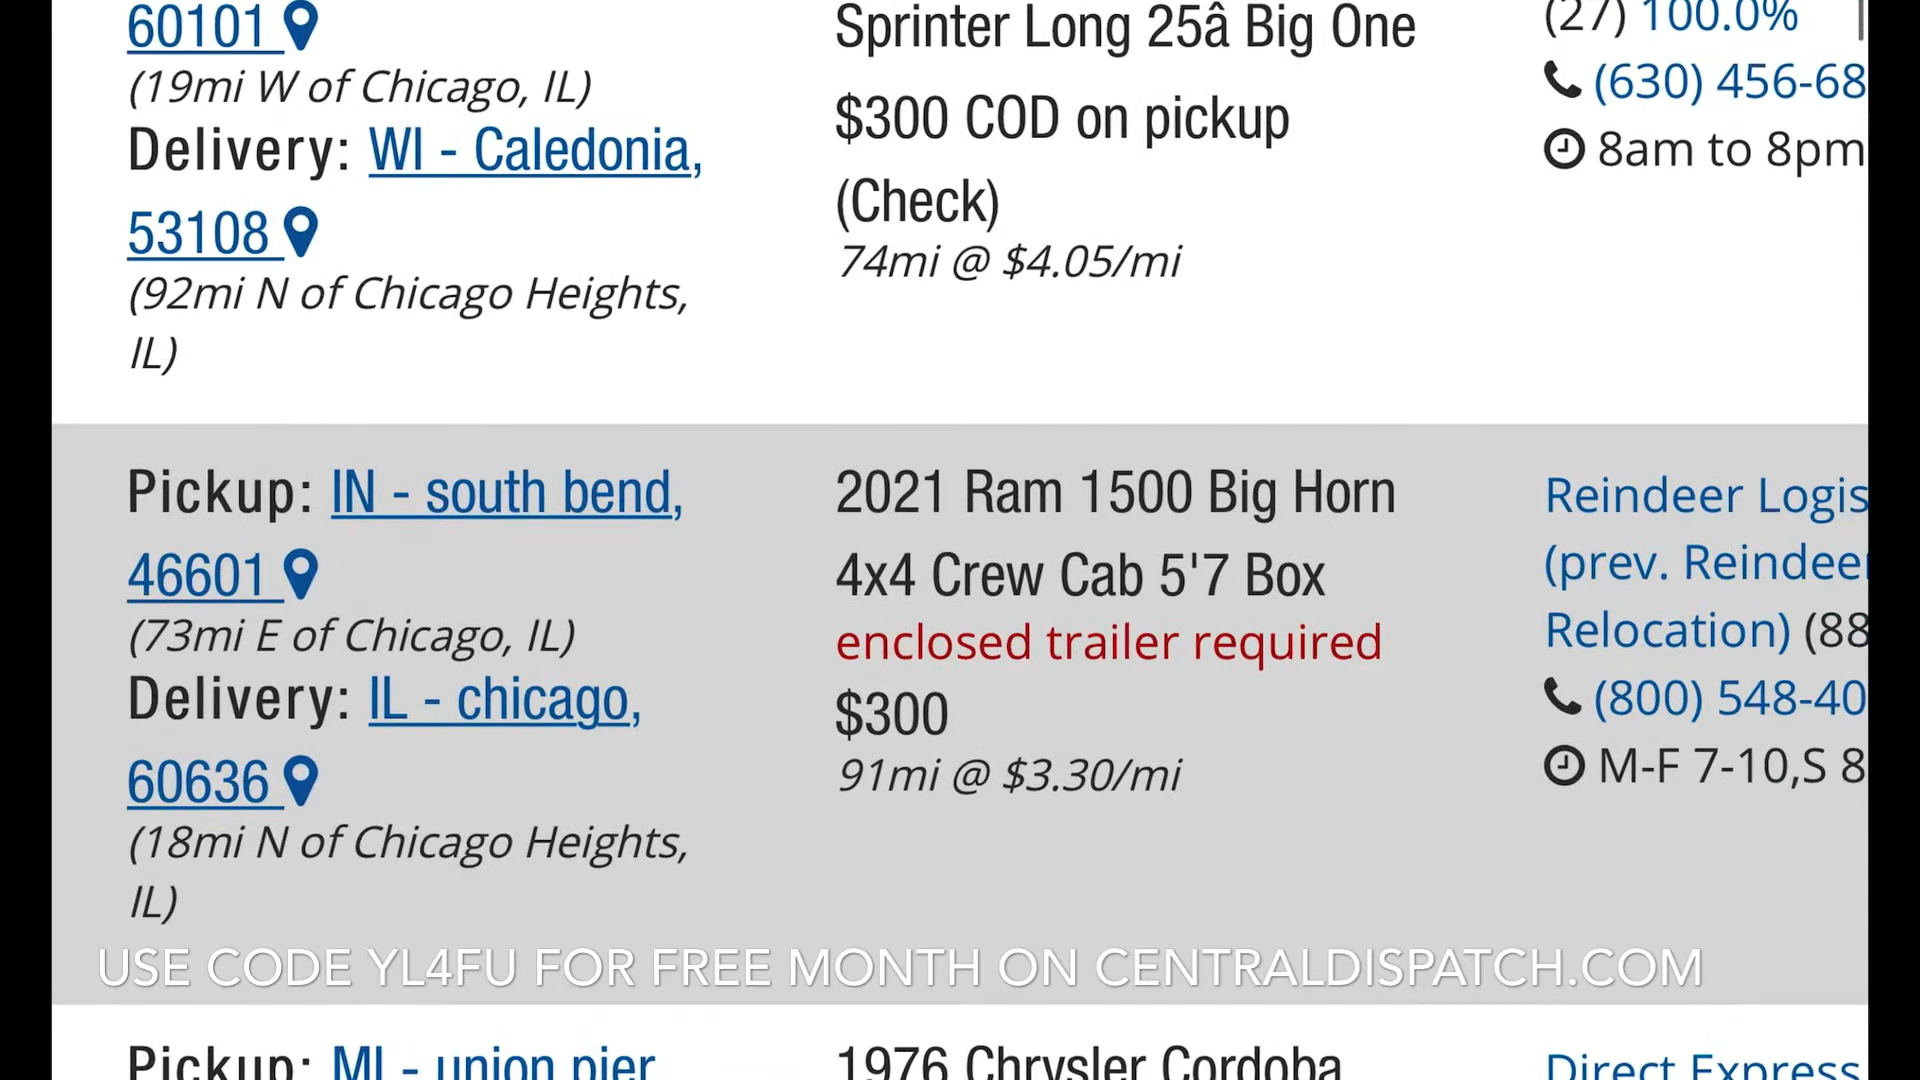 60101
(19mi W of Chicago, IL)
Delivery: WI - Caledonia,
53108
(92mi N of Chicago Heights,
IL)
Sprinter Long 25â Big One
$300 COD on pickup
(Check)
74mi @ $4.05/mi
(27) 100.0%
(630) 456-68
8am to 8pm
Pickup: IN - south bend,
46601
(73mi E of Chicago, IL)
Delivery: IL - chicago,
60636
(18mi N of Chicago Heights,
IL)
2021 Ram 1500 Big Horn
4x4 Crew Cab 5'7 Box
enclosed trailer required
$300
91mi @ $3.30/mi
Reindeer Logis
(prev. Reindeer
Relocation) (88
(800) 548-40
M-F 7-10,S 8
USE CODE YL4FU FOR FREE MONTH ON CENTRALDISPATCH.COM
Pickup: MI - union pier
1976 Chrysler Cordoba
Direct Express